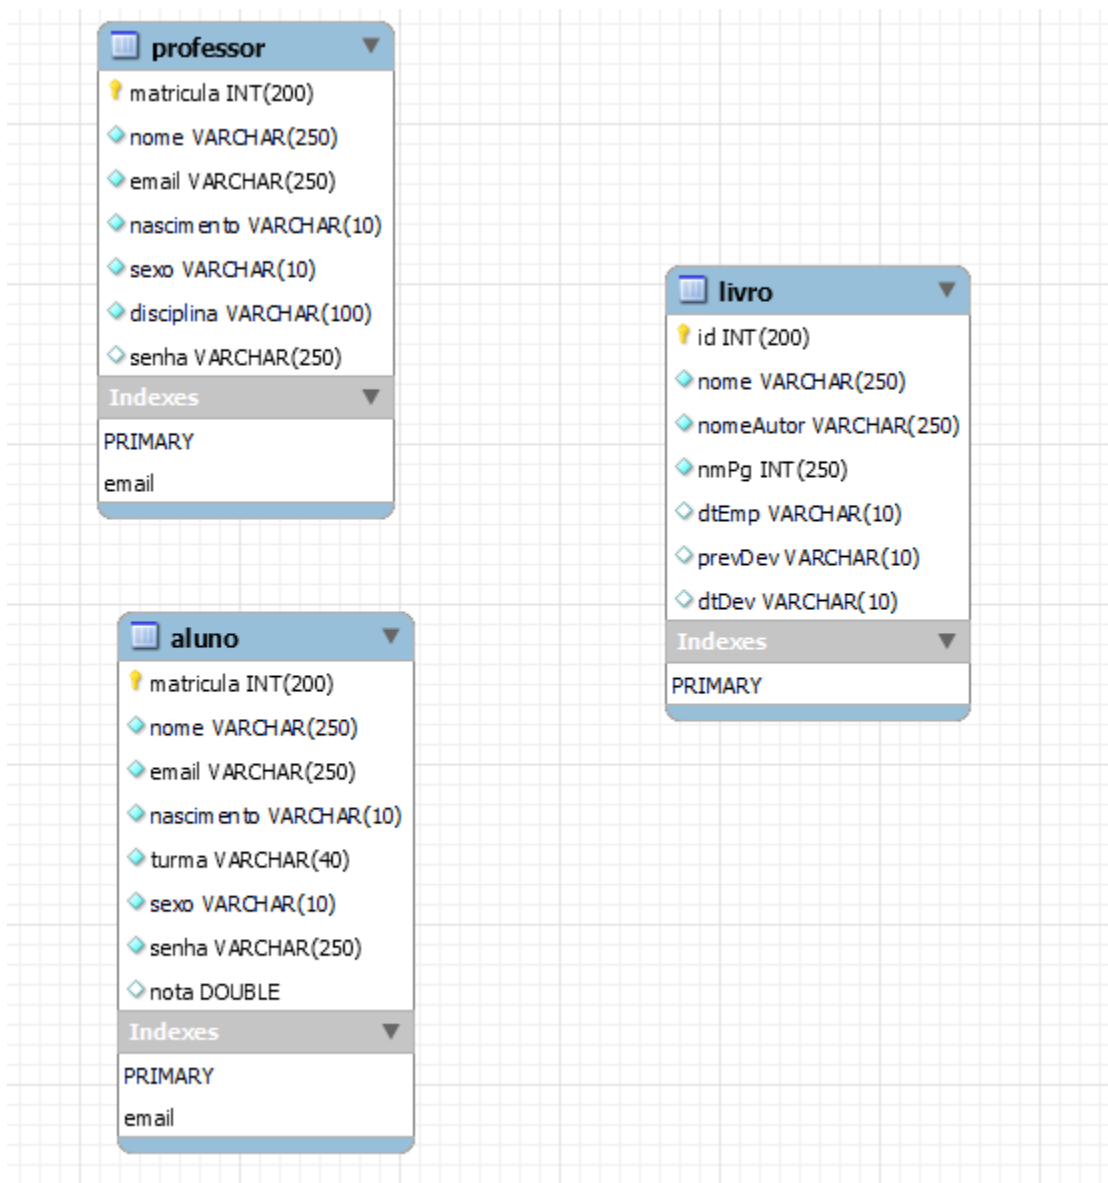 professor
matricula INT(200)
nome VARCHAR(250)
email VARCHAR(250)
nascimento VARCHAR(10)
sexo VARCHAR(10)
disciplina VARCHAR(100)
senha VARCHAR(250)
Indexes
PRIMARY
email
livro
id INT(200)
nome VARCHAR(250)
nomeAutor VARCHAR(250)
nmPg INT(250)
dtEmp VARCHAR(10)
prevDev VARCHAR(10)
dtDev VARCHAR(10)
Indexes
PRIMARY
aluno
matricula INT(200)
nome VARCHAR(250)
email VARCHAR(250)
nascimento VARCHAR(10)
turma VARCHAR(40)
sexo VARCHAR(10)
senha VARCHAR(250)
nota DOUBLE
Indexes
PRIMARY
email